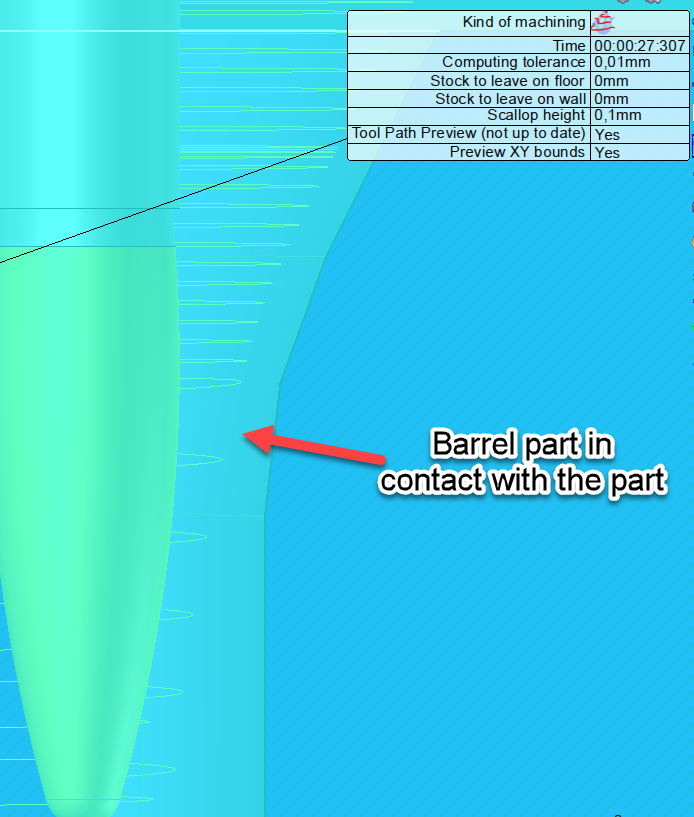 Kind of machining
Time 00:00:27:307
Computing tolerance 0,01mm
Stock to leave on floor 0mm
Stock to leave on wall 0mm
Scallop height 0,1mm
Tool Path Preview (not up to date) Yes
Preview XY bounds Yes
Barrel part in
contact with the part